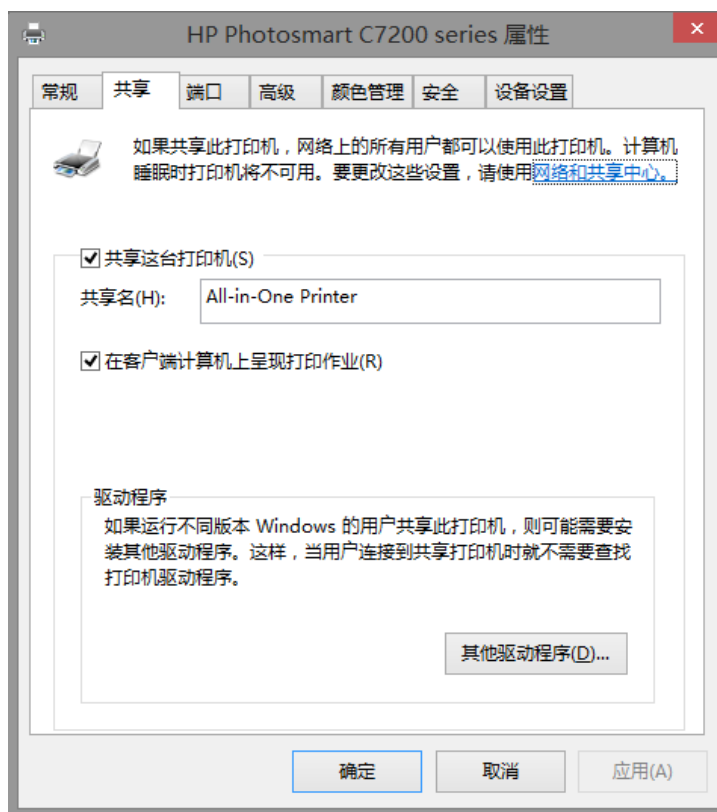 HP Photosmart C7200 series 属性
常规 共享 端口 高级 颜色管理 安全 设备设置
如果共享此打印机，网络上的所有用户都可以使用此打印机。计算机
睡眠时打印机将不可用。要更改这些设置，请使用网络和共享中心。
共享这台打印机(S)
共享名(H): All-in-One Printer
在客户端计算机上呈现打印作业(R)
驱动程序
如果运行不同版本 Windows 的用户共享此打印机，则可能需要安
装其他驱动程序。这样，当用户连接到共享打印机时就不需要查找
打印机驱动程序。
其他驱动程序(D)...
确定 取消 应用(A)